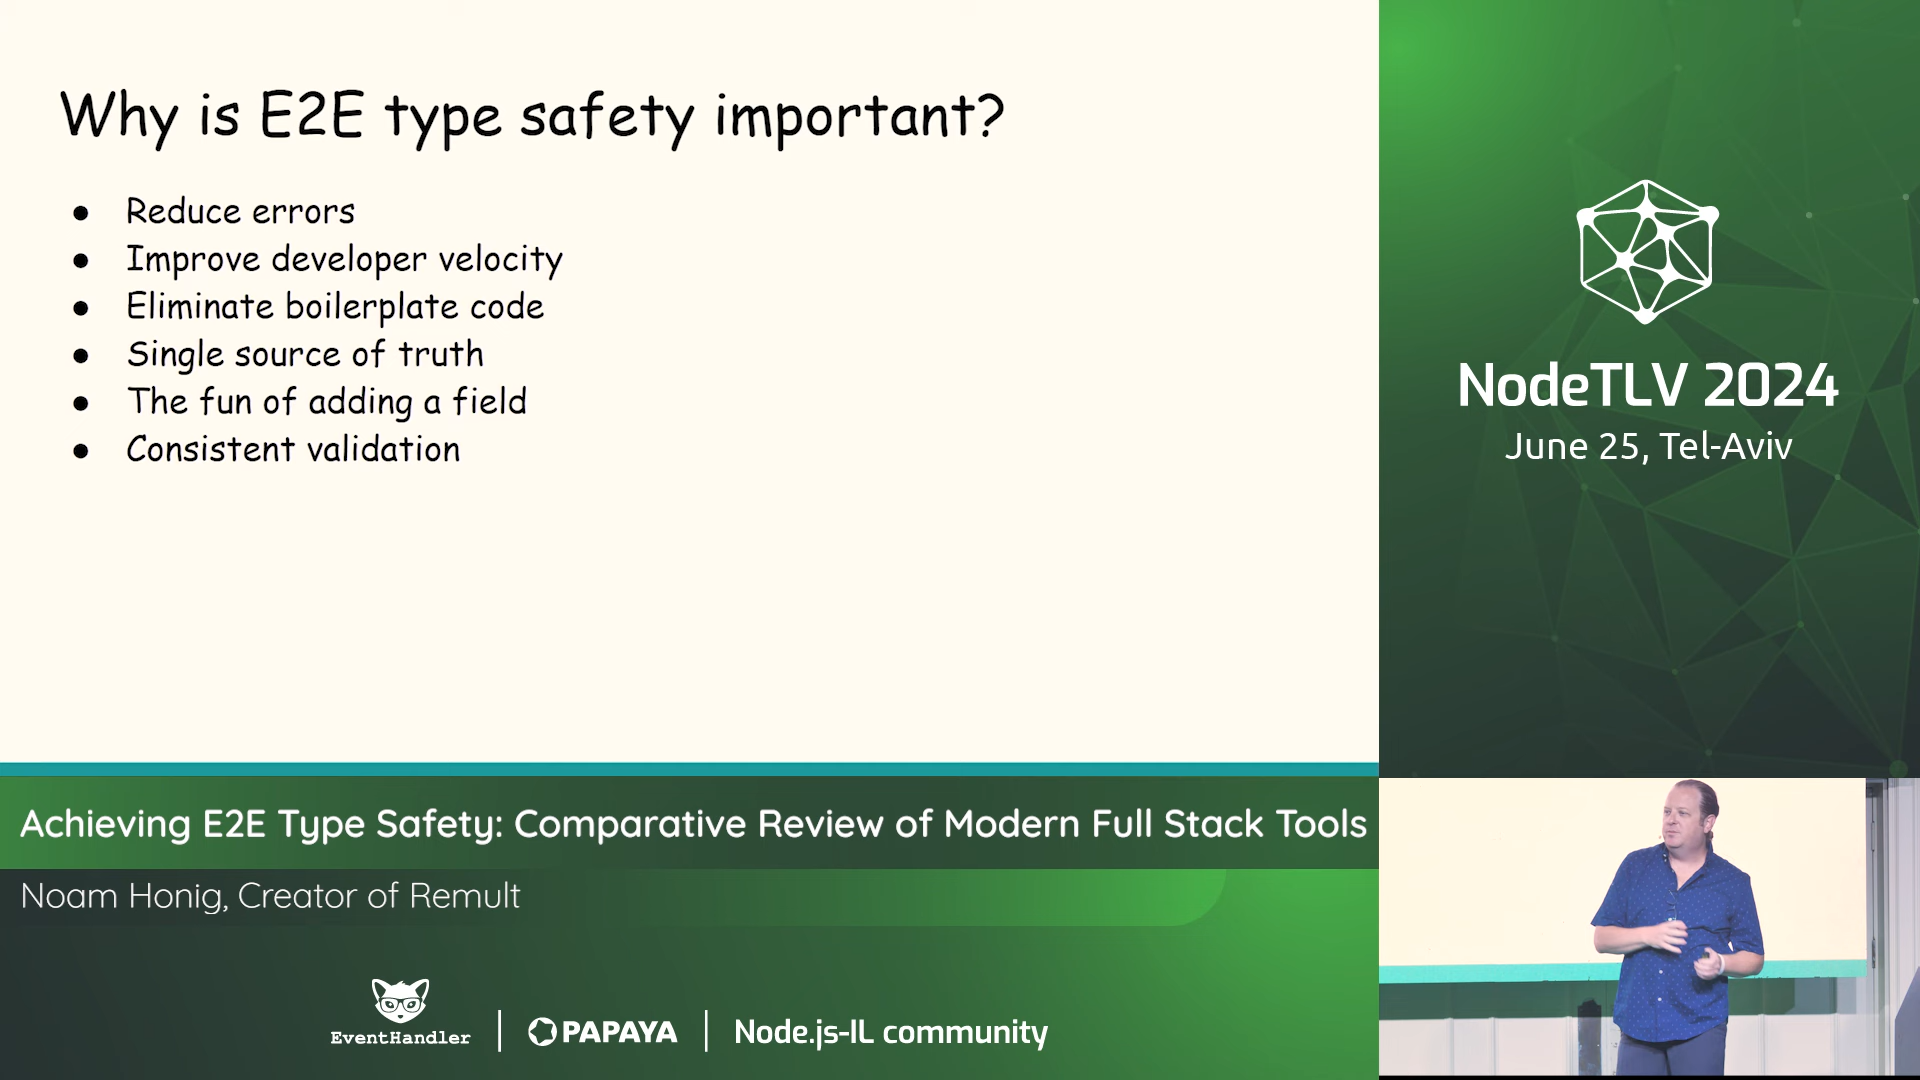 Why is E2E type safety important?
● Reduce errors
● Improve developer velocity
● Eliminate boilerplate code
● Single source of truth
● The fun of adding a field
● Consistent validation
NodeTLV 2024
June 25, Tel-Aviv
Achieving E2E Type Safety: Comparative Review of Modern Full Stack Tools
Noam Honig, Creator of Remult
EventHandler
PAPAYA
Node.js-IL community